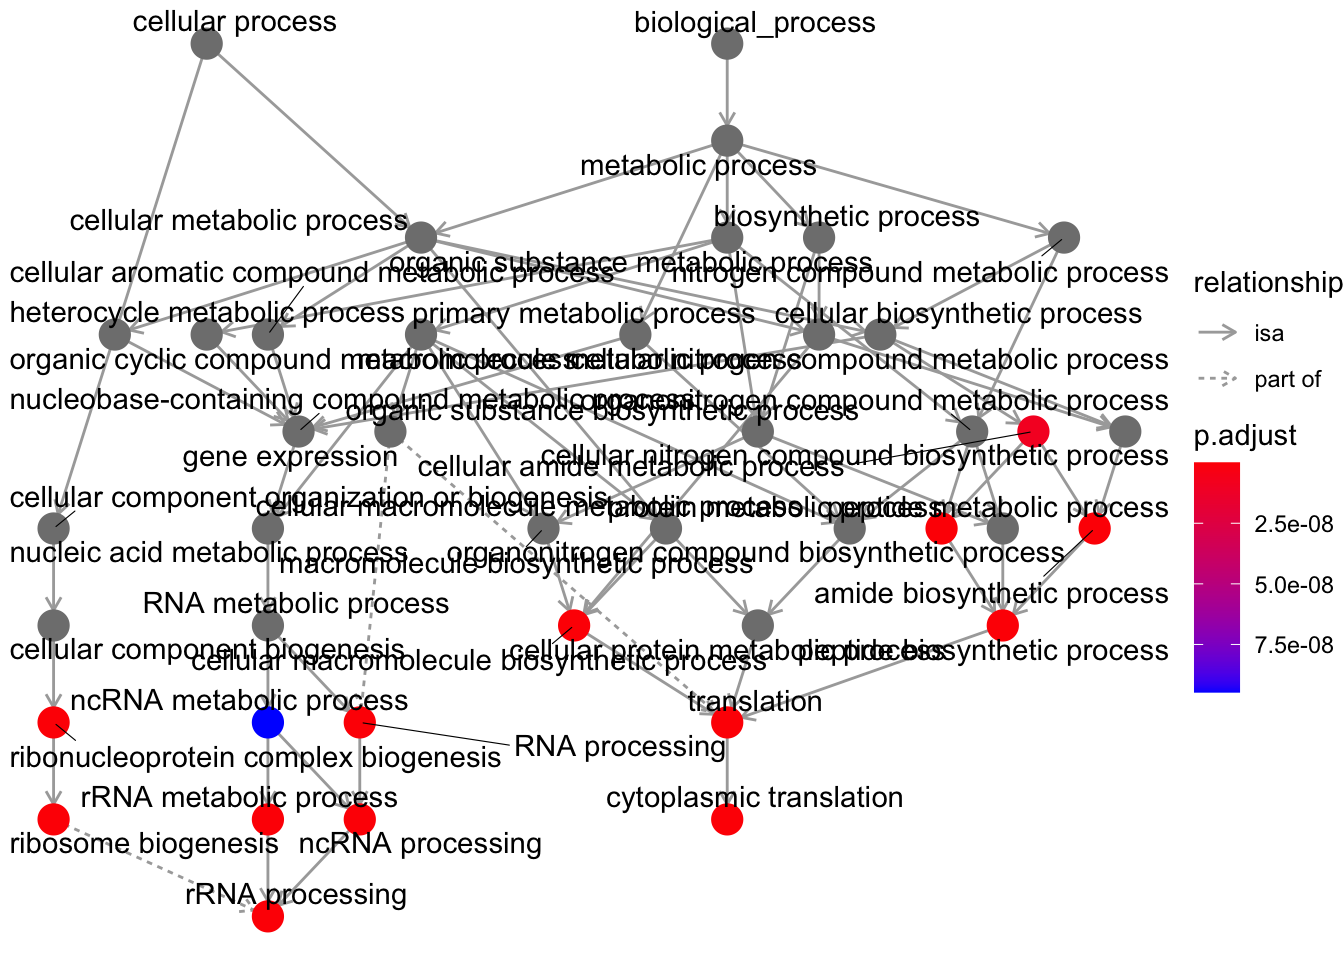 cellular process
biological_process
metabolic process
cellular metabolic process
biosynthetic process
organic substance metabolic process
cellular aromatic compound metabolic process
nitrogen compound metabolic process
relationship
heterocycle metabolic process
primary metabolic process
cellular biosynthetic process
isa
organic cyclic compound metabolic process
macromolecule metabolic process
cellular nitrogen compound metabolic process
part of
nucleobase-containing compound metabolic process
organonitrogen compound metabolic process
organic substance biosynthetic process
p.adjust
gene expression
cellular amide metabolic process
cellular nitrogen compound biosynthetic process
cellular component organization or biogenesis
cellular macromolecule metabolic process
protein metabolic process
peptide metabolic process
2.5e-08
nucleic acid metabolic process
organonitrogen compound biosynthetic process
macromolecule biosynthetic process
5.0e-08
RNA metabolic process
amide biosynthetic process
7.5e-08
cellular component biogenesis
cellular macromolecule biosynthetic process
cellular protein metabolic process
peptide biosynthetic process
ncRNA metabolic process
translation
RNA processing
ribonucleoprotein complex biogenesis
rRNA metabolic process
cytoplasmic translation
ribosome biogenesis
ncRNA processing
rRNA processing